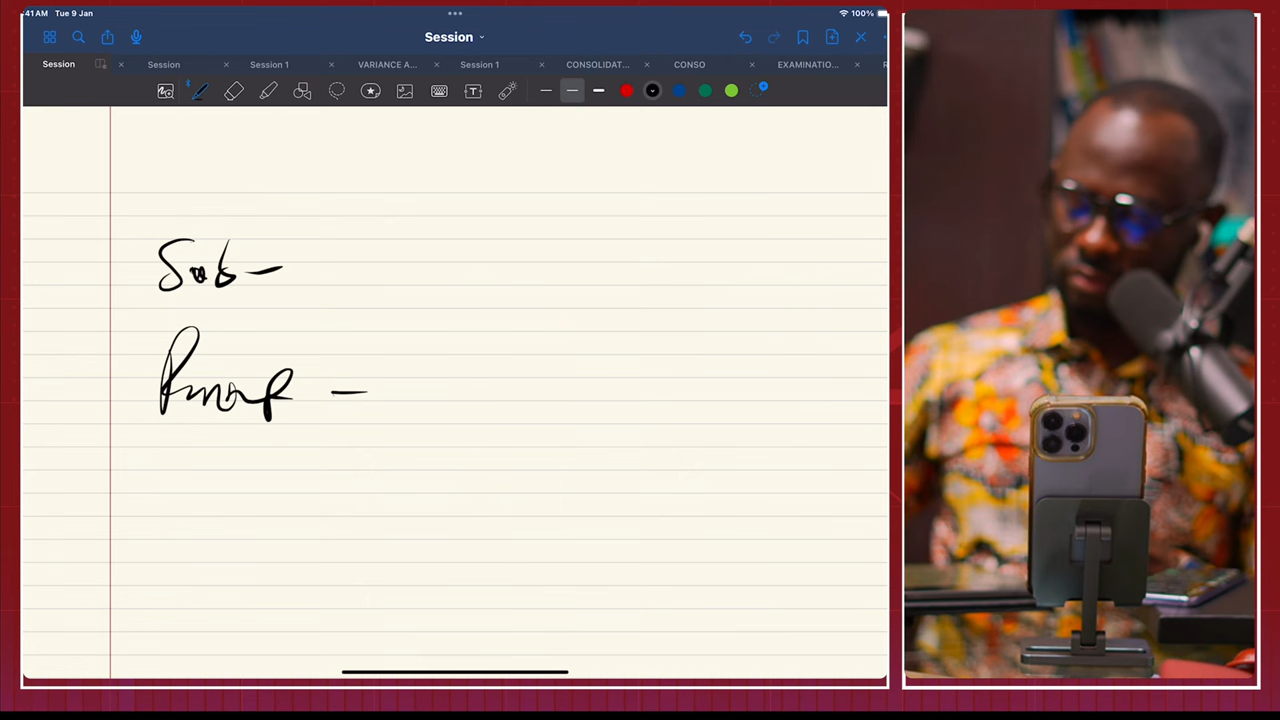 :41 AM Tue 9 Jan
100%
Session
Session Session Session 1 VARIANCE A... Session 1 CONSOLIDAT... CONSO EXAMINATIO...
T
Sub -